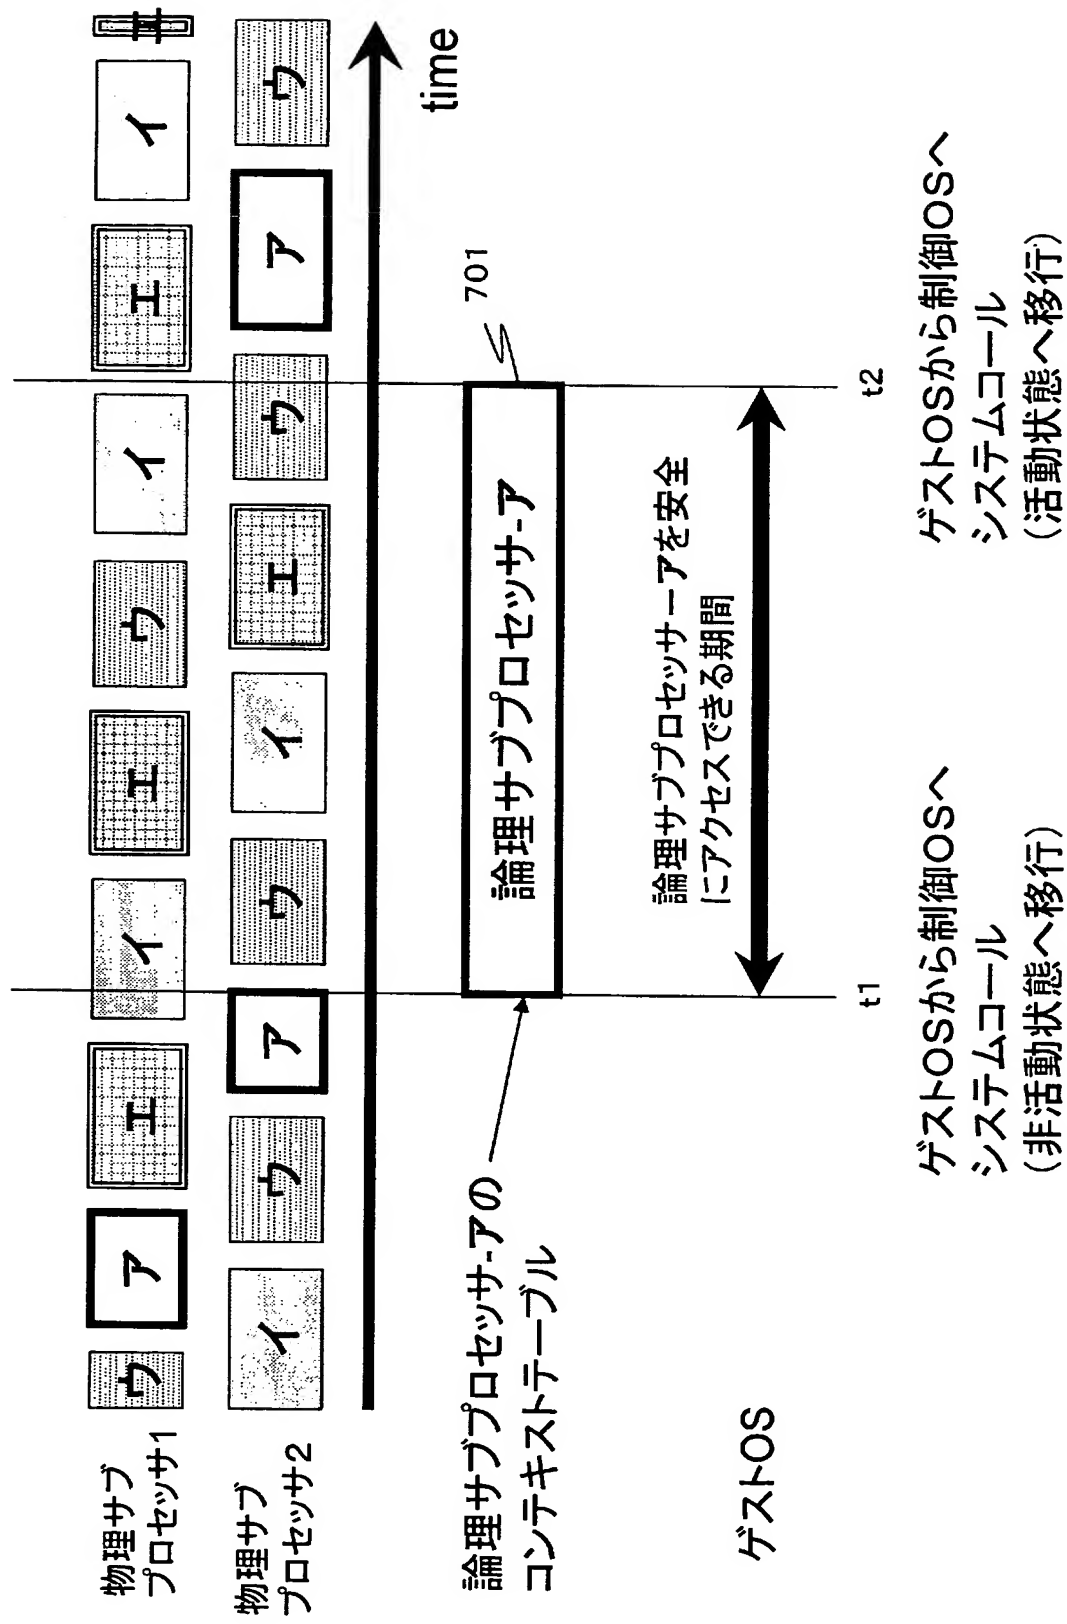 物理サブ
プロセッサ1
ウ
ア
エ
イ
エ
ウ
イ
エ
イ
エ
物理サブ
プロセッサ2
イ
ウ
ア
ウ
イ
エ
ウ
ア
ウ
time
論理サブプロセッサ-アの
コンテキストテーブル
論理サブプロセッサ-ア
701
ゲストOS
論理サブプロセッサーアを安全
にアクセスできる期間
t1
t2
ゲストOSから制御OSへ
システムコール
(非活動状態へ移行)
ゲストOSから制御OSへ
システムコール
(活動状態へ移行)